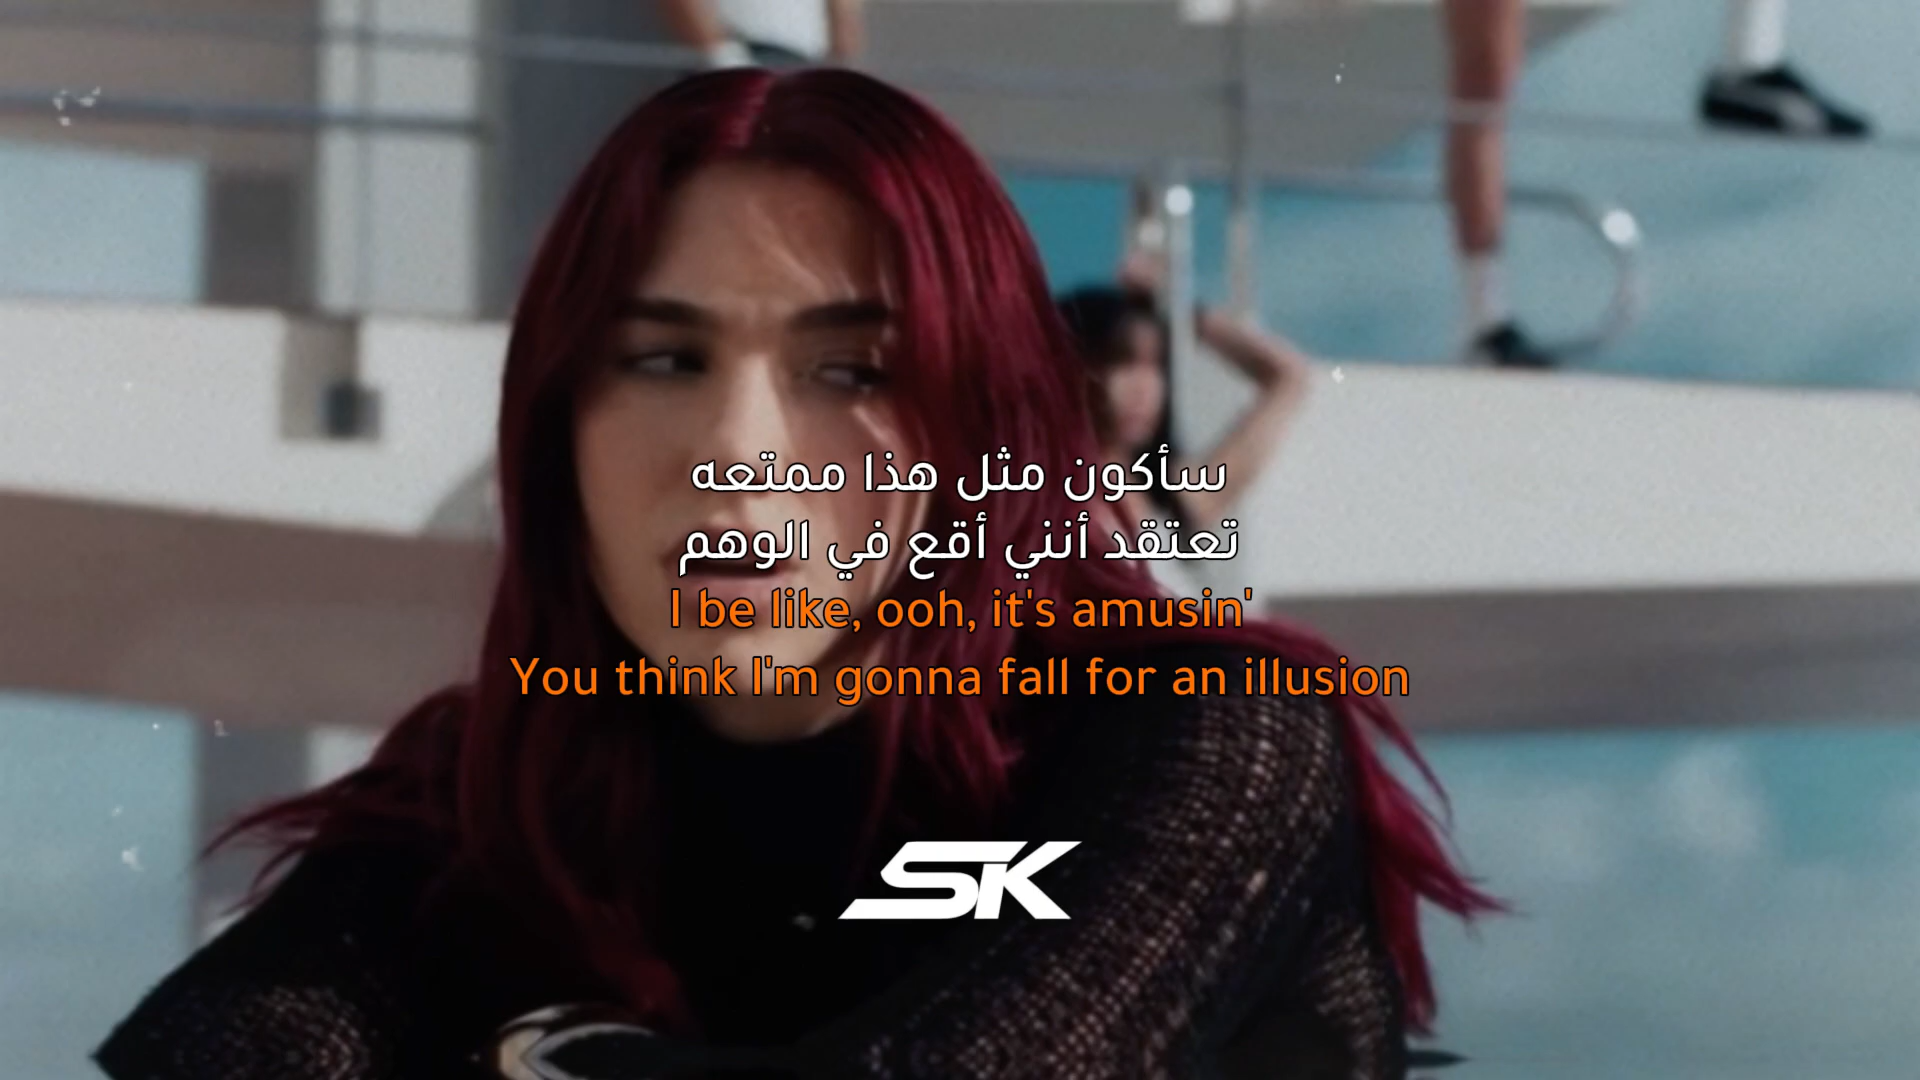 سأكون مثل هذا ممتعه
تعتقد أنني أقع في الوهم
I be like, ooh, it's amusin'
You think I'm gonna fall for an illusion
SK